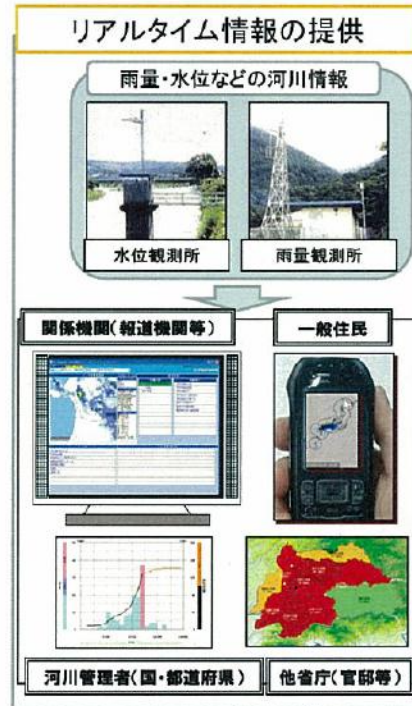 リアルタイム情報の提供
雨量・水位などの河川情報
水位観測所
雨量観測所
関係機関(報道機関等)
一般住民
河川管理者(国・都道府県)
他省庁(官邸等)